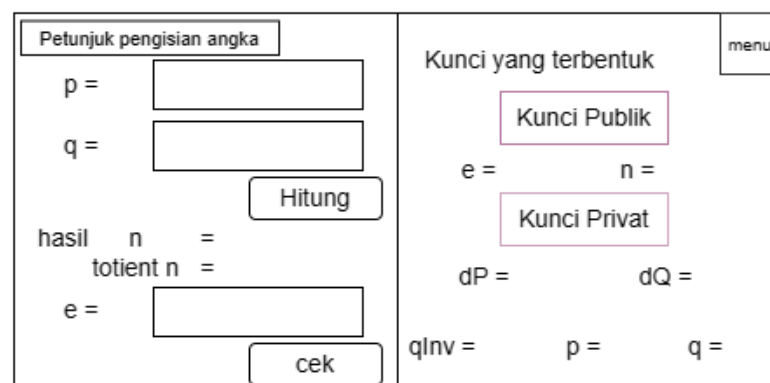 Petunjuk pengisian angka
p =
q =
Hitung
hasil n =
totient n =
e =
cek
menu
Kunci yang terbentuk
Kunci Publik
e = n =
Kunci Privat
dP = dQ =
qInv = p = q =